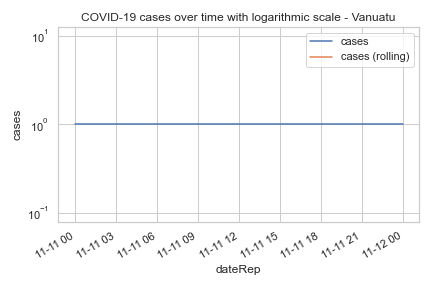 COVID-19 cases over time with logarithmic scale - Vanuatu
cases
cases (rolling)
10¹
10⁰
10⁻¹
cases
11-11 00
11-11 03
11-11 06
11-11 09
11-11 12
11-11 15
11-11 18
11-11 21
11-12 00
dateRep